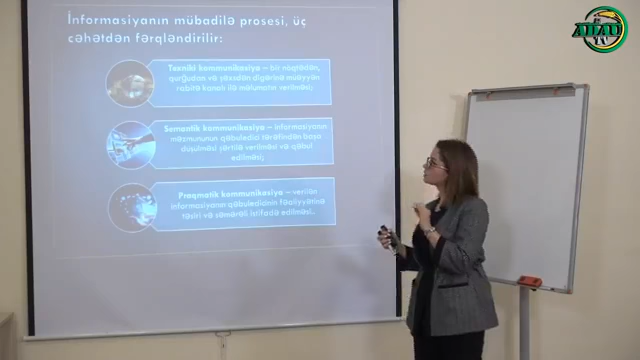 İnformasiyanın mübadilə prosesi, üç
cəhətdən fərqləndirilir:
Texniki kommunikasiya – bir nöqtədən,
qurğudan və şəxsdən digərinə müəyyən
rabitə kanalı ilə məlumatın verilməsi;
Semantik kommunikasiya – informasiyanın
məzmununun qəbuledici tərəfindən başa
düşülməsi şərtilə verilməsi və qəbul
edilməsi;
Praqmatik kommunikasiya – verilən
informasiyanın qəbuledicinin fəaliyyətinə
təsiri və səmərəli istifadə edilməsi.
ADAU
TV